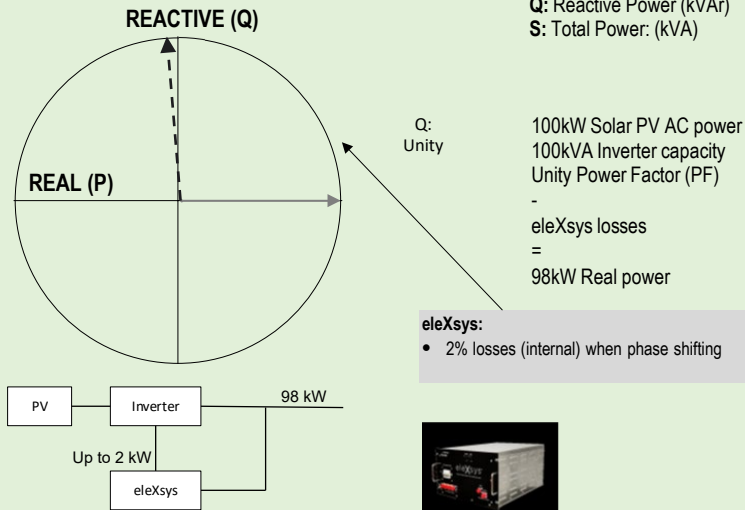 Q: Reactive Power (kVAr)
S: Total Power: (kVA)
REACTIVE (Q)
REAL (P)
Q:
Unity
100kW Solar PV AC power
100kVA Inverter capacity
Unity Power Factor (PF)
-
eleXsys losses
=
98kW Real power
eleXsys:
• 2% losses (internal) when phase shifting
PV
Inverter
98 kW
Up to 2 kW
eleXsys
eleXsys